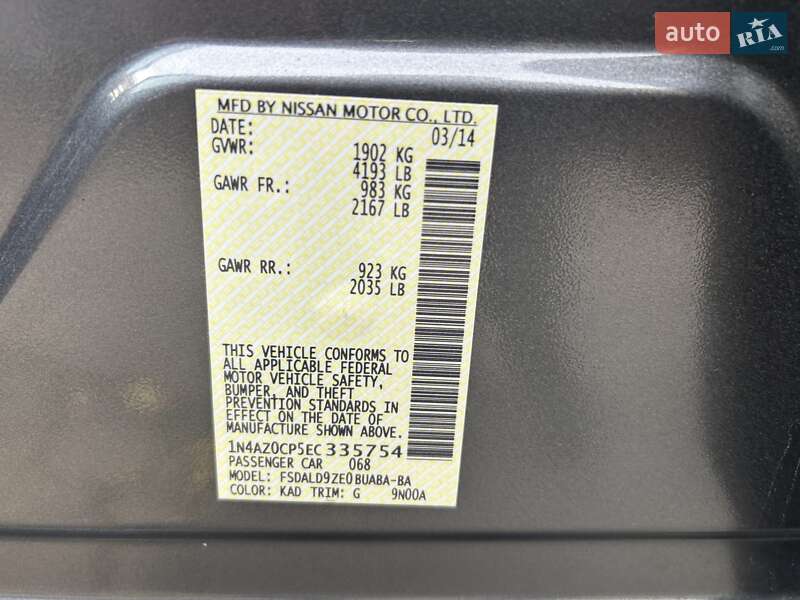 auto RIA.com
MFD BY NISSAN MOTOR CO., LTD.
DATE: 03/14
GVWR: 1902 KG
4193 LB
GAWR FR.: 983 KG
2167 LB
GAWR RR.: 923 KG
2035 LB
THIS VEHICLE CONFORMS TO
ALL APPLICABLE FEDERAL
MOTOR VEHICLE SAFETY,
BUMPER, AND THEFT
PREVENTION STANDARDS IN
EFFECT ON THE DATE OF
MANUFACTURE SHOWN ABOVE.
1N4AZ0CP5EC335754
PASSENGER CAR 068
MODEL: FSDALD9ZE0BUABA-BA
COLOR: KAD TRIM: G 9N00A